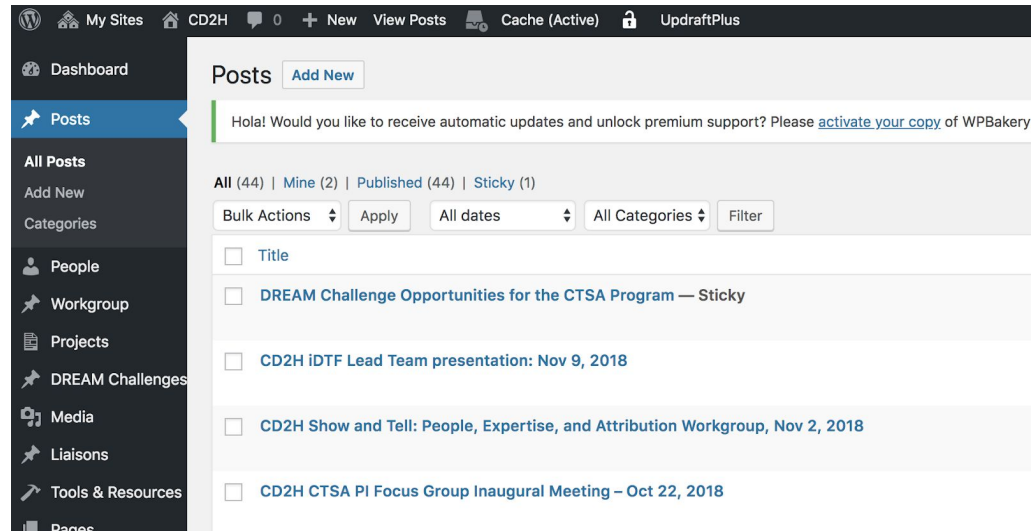 My Sites CD2H 0 + New View Posts Cache (Active) UpdraftPlus
Dashboard
Posts
All Posts
Add New
Categories
People
Workgroup
Projects
DREAM Challenges
Media
Liaisons
Tools & Resources
Pages
Posts Add New
Hola! Would you like to receive automatic updates and unlock premium support? Please activate your copy of WPBakery
All (44) | Mine (2) | Published (44) | Sticky (1)
Bulk Actions Apply All dates All Categories Filter
Title
DREAM Challenge Opportunities for the CTSA Program — Sticky
CD2H iDTF Lead Team presentation: Nov 9, 2018
CD2H Show and Tell: People, Expertise, and Attribution Workgroup, Nov 2, 2018
CD2H CTSA PI Focus Group Inaugural Meeting – Oct 22, 2018